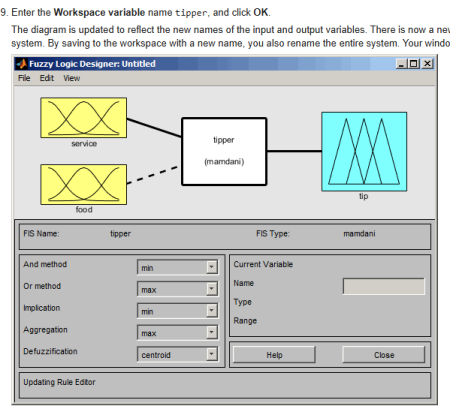 9. Enter the Workspace variable name tipper, and click OK.
The diagram is updated to reflect the new names of the input and output variables. There is now a new
system. By saving to the workspace with a new name, you also rename the entire system. Your windo
Fuzzy Logic Designer: Untitled
File Edit View
service
food
tipper
(mamdani)
tip
FIS Name: tipper FIS Type: mamdani
And method min
Or method max
Implication min
Aggregation max
Defuzzification centroid
Current Variable
Name
Type
Range
Help Close
Updating Rule Editor